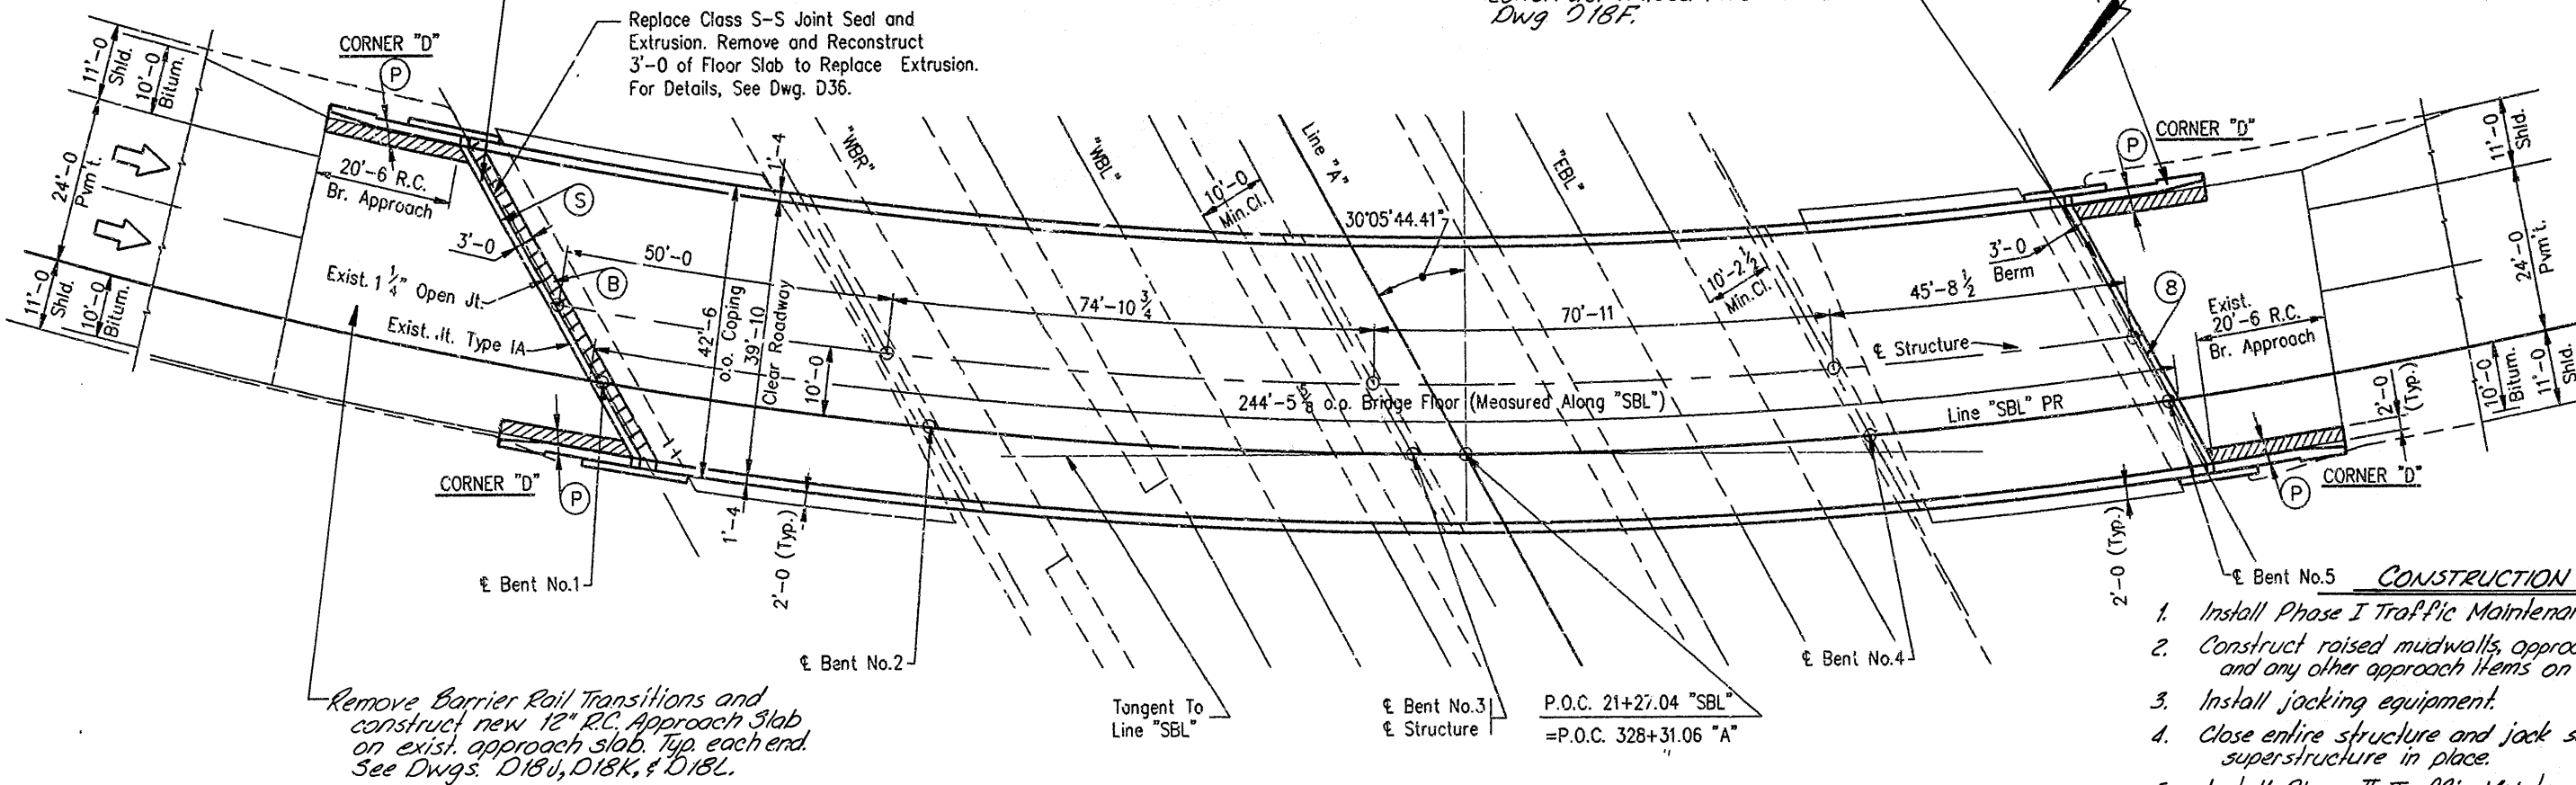 Replace Class S-S Joint Seal and
Extrusion. Remove and Reconstruct
3'-0 of Floor Slab to Replace Extrusion.
For Details, See Dwg. D36.
Dwg D18F.
11'-0
Shld.
10'-0
Bitum.
24'-0
Pvm't.
11'-0
Shld.
10'-0
Bitum.
CORNER "D"
P
20'-6 R.C.
Br. Approach
3'-0
S
B
Exist. 1 1/4" Open Jt.
Exist. Jt. Type IA
50'-0
42'-6
o.o. Coping
39'-10
Clear Roadway
1'-4
10'-0
"WBR"
"WBL"
10'-0
Min.Cl.
Line "A"
30°05'44.41"
"EBL"
74'-10 3/4
70'-11
10'-2 1/2
Min.Cl.
45'-8 1/2
3'-0
Berm
8
℄ Structure
244'-5 5/8 o.o. Bridge Floor (Measured Along "SBL")
Line "SBL" PR
P
CORNER "D"
Exist.
20'-6 R.C.
Br. Approach
11'-0
Shld.
24'-0
Pvm't.
10'-0
Bitum.
11'-0
Shld.
2'-0
(Typ.)
CORNER "D"
P
1'-4
2'-0 (Typ.)
2'-0 (Typ.)
P
CORNER "D"
℄ Bent No.1
℄ Bent No.2
Tangent To
Line "SBL"
℄ Bent No.3
℄ Structure
P.O.C. 21+27.04 "SBL"
=P.O.C. 328+31.06 "A"
℄ Bent No.4
℄ Bent No.5
Remove Barrier Rail Transitions and
construct new 12" R.C. Approach Slab
on exist. approach slab. Typ. each end.
See Dwgs. D18J, D18K, & D18L.
CONSTRUCTION
1. Install Phase I Traffic
2. Construct raised mudwalls,
and any other approach items on
3. Install jacking equipment.
4. Close entire structure and jack
superstructure in place.